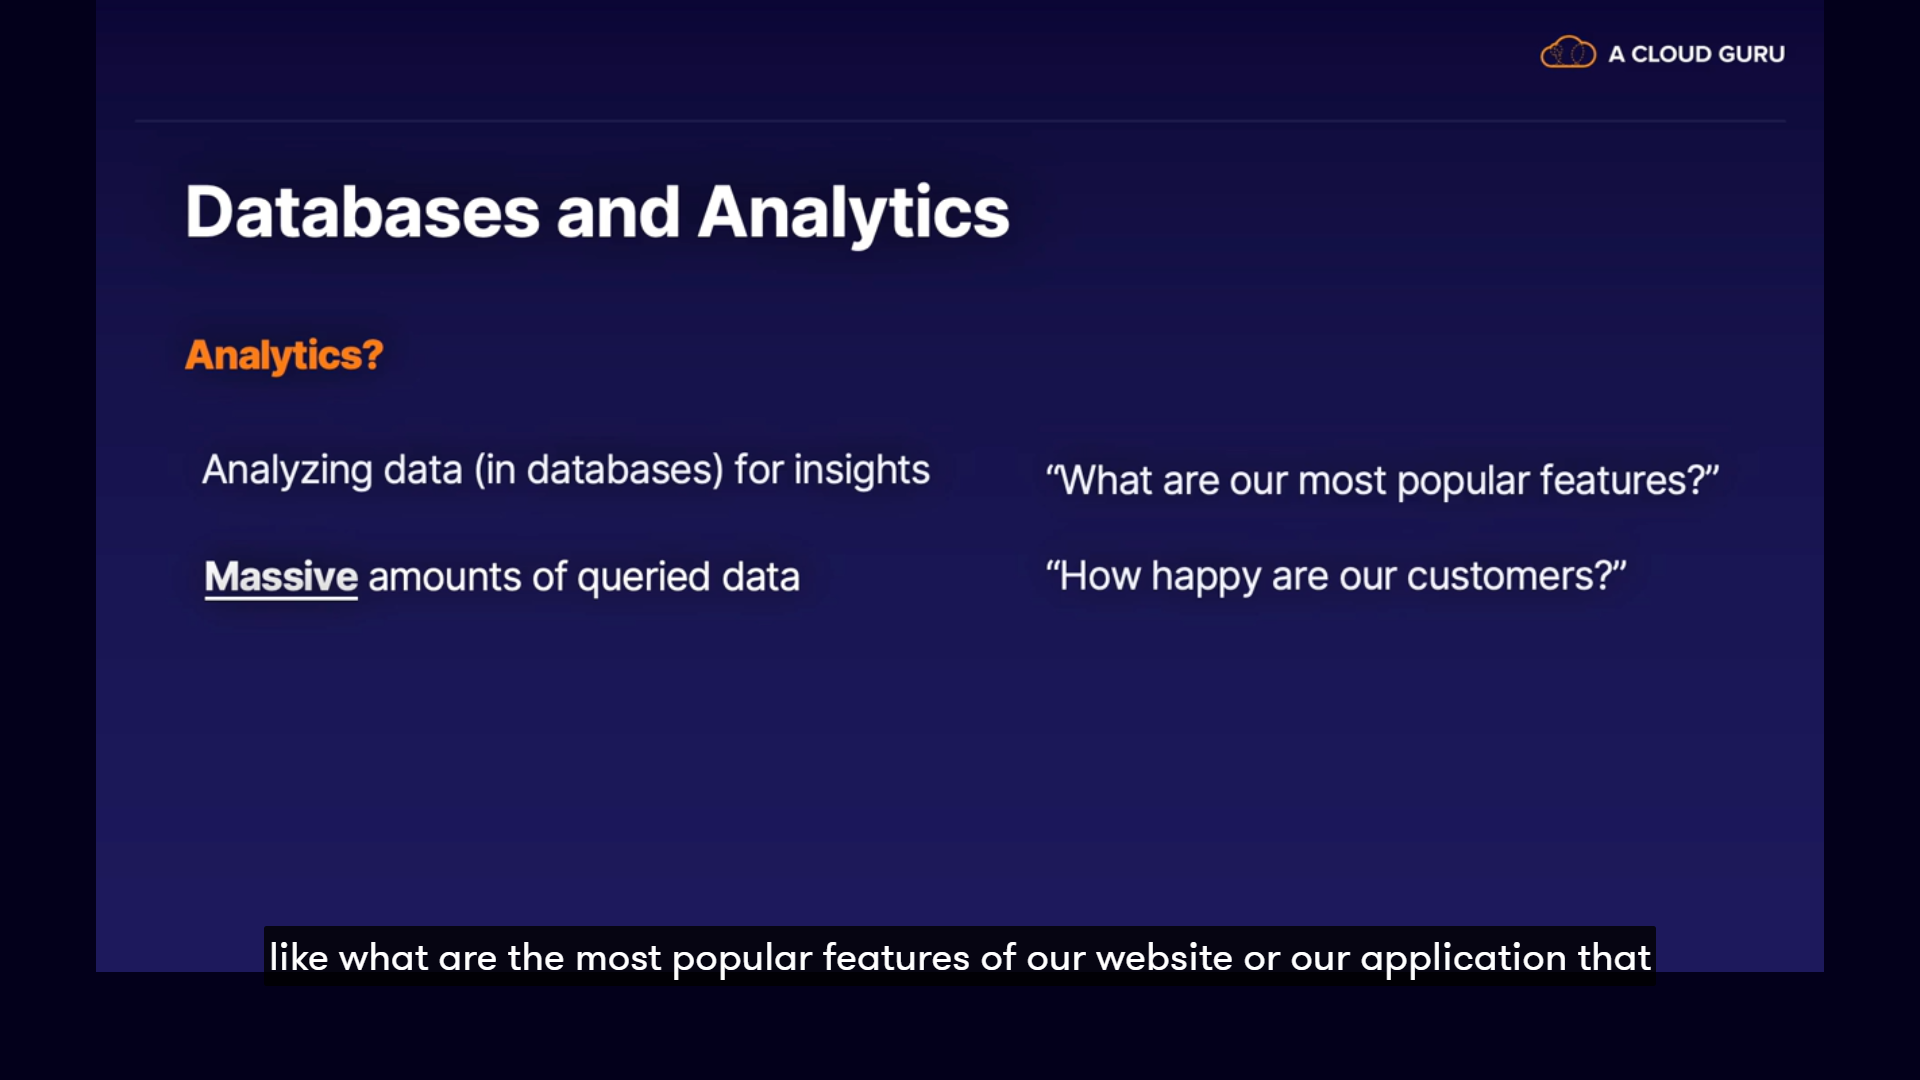 A CLOUD GURU
Databases and Analytics
Analytics?
Analyzing data (in databases) for insights
Massive amounts of queried data
“What are our most popular features?”
“How happy are our customers?”
like what are the most popular features of our website or our application that